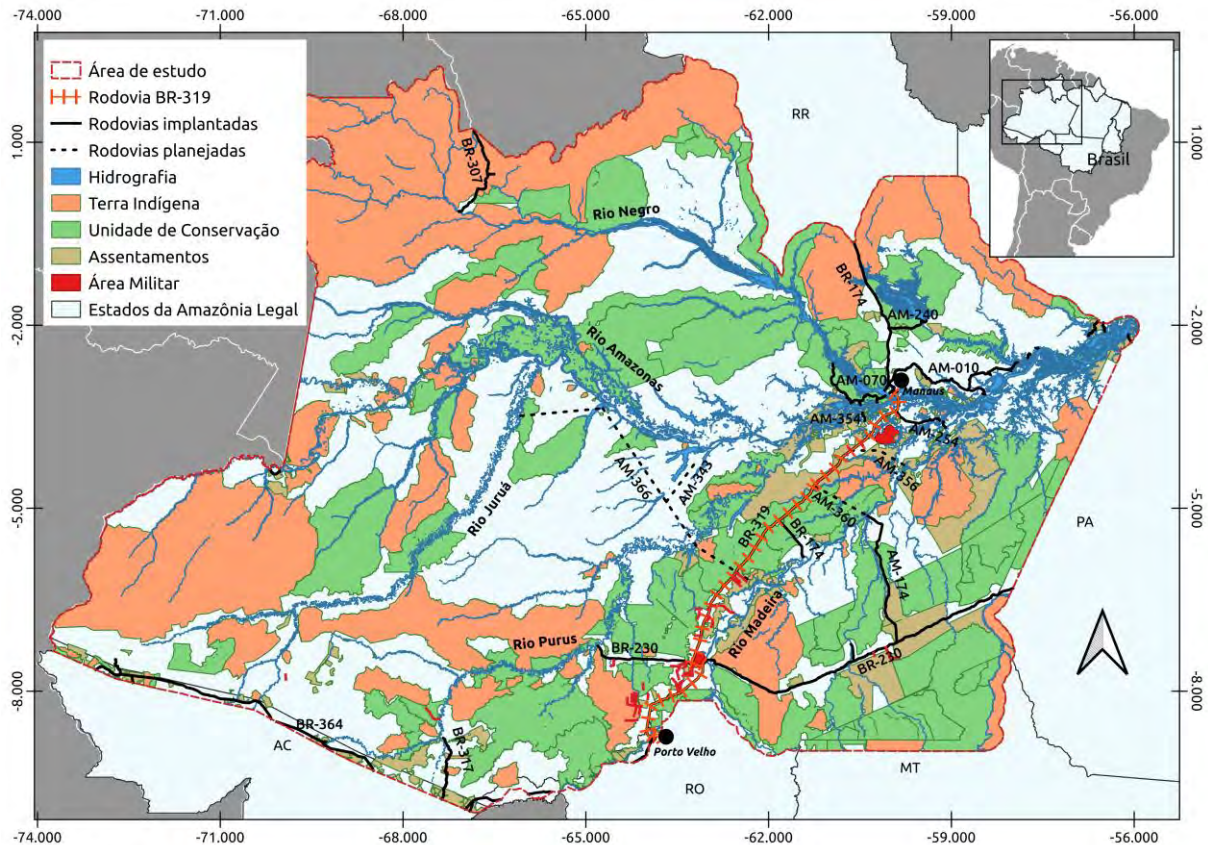 -74.000 -71.000 -68.000 -65.000 -62.000 -59.000 -56.000
Área de estudo
Rodovia BR-319
Rodovias implantadas
Rodovias planejadas
Hidrografia
Terra Indígena
Unidade de Conservação
Assentamentos
Área Militar
Estados da Amazônia Legal
Brasil
RR
1.000
1.000
BR-307
Rio Negro
BR-174
-2.000
-2.000
AM-240
Rio Amazonas
AM-070
AM-010
Manaus
AM-354
AM-254
AM-366
AM-343
AM-356
Rio Juruá
AM-360
-5.000
-5.000
BR-319
BR-174
PA
AM-174
Rio Madeira
Rio Purus
BR-230
BR-230
-8.000
-8.000
BR-364
AC
BR-317
Porto Velho
RO
MT
-74.000 -71.000 -68.000 -65.000 -62.000 -59.000 -56.000